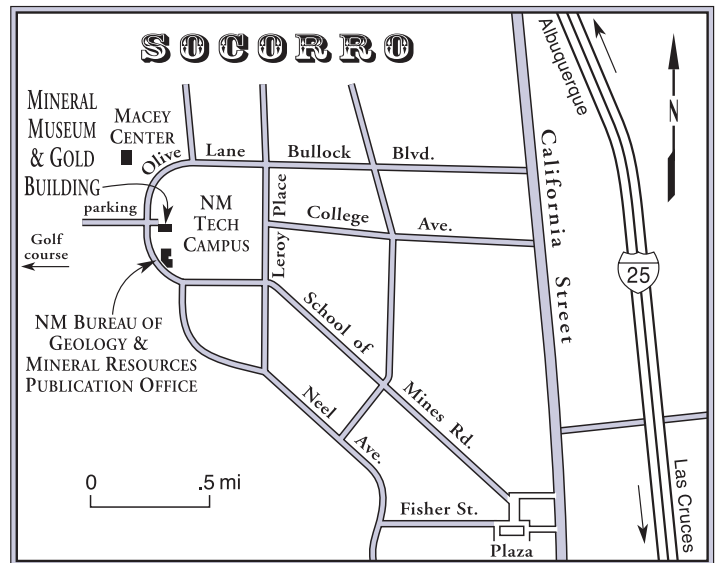 SOCORRO
Albuquerque
N
MINERAL
MUSEUM
& GOLD
BUILDING
MACEY
CENTER
Olive Lane
Bullock Blvd.
California Street
parking
NM
TECH
CAMPUS
Leroy Place
College Ave.
Golf
course
25
NM BUREAU OF
GEOLOGY &
MINERAL RESOURCES
PUBLICATION OFFICE
School of Mines Rd.
Neel Ave.
0 .5 mi
Fisher St.
Plaza
Las Cruces